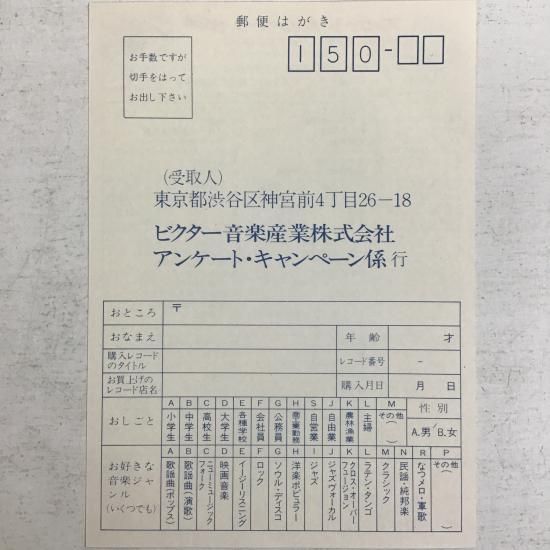 郵便はがき
お手数ですが
切手をはって
お出し下さい
150-
(受取人)
東京都渋谷区神宮前4丁目26-18
ビクター音楽産業株式会社
アンケート・キャンペーン係 行
おところ 〒
おなまえ 年齢 才
購入レコードのタイトル レコード番号 -
お買上げのレコード店名 購入月日 月 日
おしごと
A 小学生
B 中学生
C 高校生
D 大学生
E 各種学校
F 会社員
G 公務員
H 商工業勤務
S 自営業
J 自由業
K 農林漁業
L 主婦
M その他( )
性別
A.男/B.女
お好きな音楽ジャンル(いくつでも)
A 歌謡曲(ポップス)
B 歌謡曲(演歌)
C ニューミュージック フォーク
D 映画音楽
E イージーリスニング
F ロック
G ソウル・ディスコ
H 洋楽ポピュラー
I ジャズ
J ジャズヴォーカル
K クロス・オーバー フュージョン
L ラテン・タンゴ
M クラシック
N 民謡・純邦楽
R なつメロ・軍歌
P その他( )